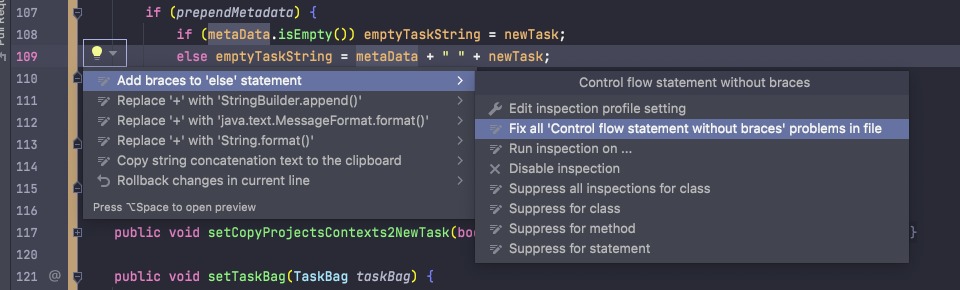 Pull Requ
107 if (prependMetadata) {
108 if (metaData.isEmpty()) emptyTaskString = newTask;
109 else emptyTaskString = metaData + " " + newTask;
110
Add braces to 'else' statement
Control flow statement without braces
111 Replace '+' with 'StringBuilder.append()'
Edit inspection profile setting
112 Replace '+' with 'java.text.MessageFormat.format()'
Fix all 'Control flow statement without braces' problems in file
113 Replace '+' with 'String.format()'
Run inspection on ...
114 Copy string concatenation text to the clipboard
Disable inspection
115 Rollback changes in current line
Suppress all inspections for class
116 Press ⌥Space to open preview
Suppress for class
117 public void setCopyProjectsContexts2NewTask(boo }
Suppress for method
120
Suppress for statement
121 @ public void setTaskBag(TaskBag taskBag) {